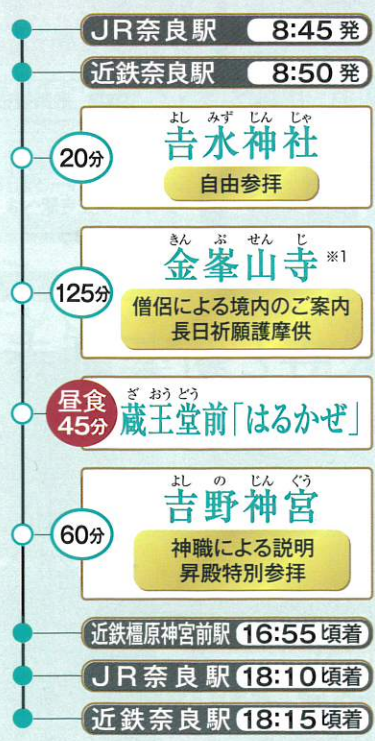 JR奈良駅 8:45発
近鉄奈良駅 8:50発
よし みず じん じゃ
20分 𠮷水神社
自由参拝
きん ぷ せん じ
金峯山寺 ※1
125分 僧侶による境内のご案内
長日祈願護摩供
昼食
45分
ざ おう どう
蔵王堂前「はるかぜ」
よし の じん ぐう
吉野神宮
60分 神職による説明
昇殿特別参拝
近鉄橿原神宮前駅 16:55頃着
JR奈良駅 18:10頃着
近鉄奈良駅 18:15頃着